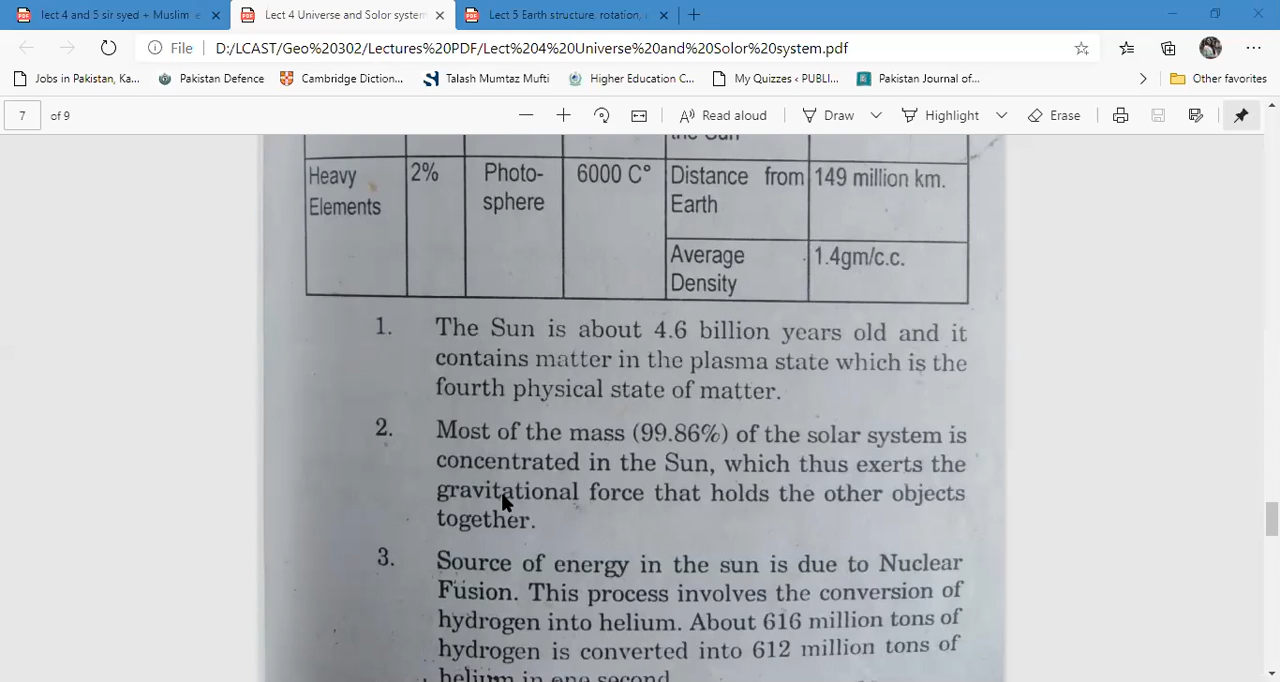 lect 4 and 5 sir syed + Muslim
Lect 4 Universe and Solor system
Lect 5 Earth structure, rotation,
File D:/LCAST/Geo%20302/Lectures%20PDF/Lect%204%20Universe%20and%20Solor%20system.pdf
Jobs in Pakistan, Ka... Pakistan Defence Cambridge Diction... Talash Mumtaz Mufti Higher Education C... My Quizzes ‹ PUBLI... Pakistan Journal of... Other favorites
7 of 9 Read aloud Draw Highlight Erase
the Sun
Heavy Elements
2%
Photo-
sphere
6000 C°
Distance from
Earth
149 million km.
Average
Density
1.4gm/c.c.
1. The Sun is about 4.6 billion years old and it
contains matter in the plasma state which is the
fourth physical state of matter.
2. Most of the mass (99.86%) of the solar system is
concentrated in the Sun, which thus exerts the
gravitational force that holds the other objects
together.
3. Source of energy in the sun is due to Nuclear
Fusion. This process involves the conversion of
hydrogen into helium. About 616 million tons of
hydrogen is converted into 612 million tons of
helium in one second.